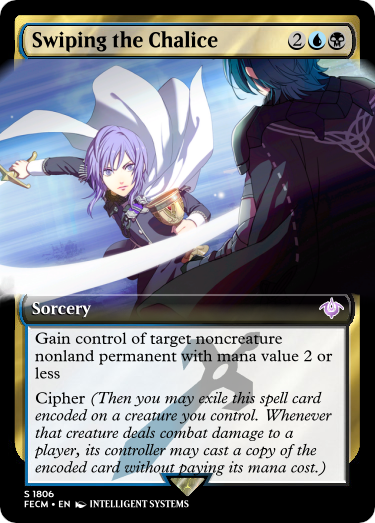 Swiping the Chalice 2
Sorcery
Gain control of target noncreature
nonland permanent with mana value 2 or
less
Cipher (Then you may exile this spell card
encoded on a creature you control. Whenever
that creature deals combat damage to a
player, its controller may cast a copy of the
encoded card without paying its mana cost.)
S 1806
FECM • EN INTELLIGENT SYSTEMS